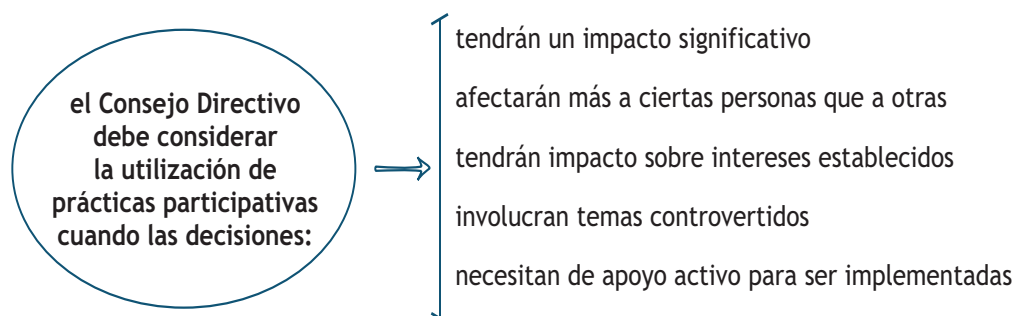 el Consejo Directivo
debe considerar
la utilización de
prácticas participativas
cuando las decisiones:
tendrán un impacto significativo
afectarán más a ciertas personas que a otras
tendrán impacto sobre intereses establecidos
involucran temas controvertidos
necesitan de apoyo activo para ser implementadas